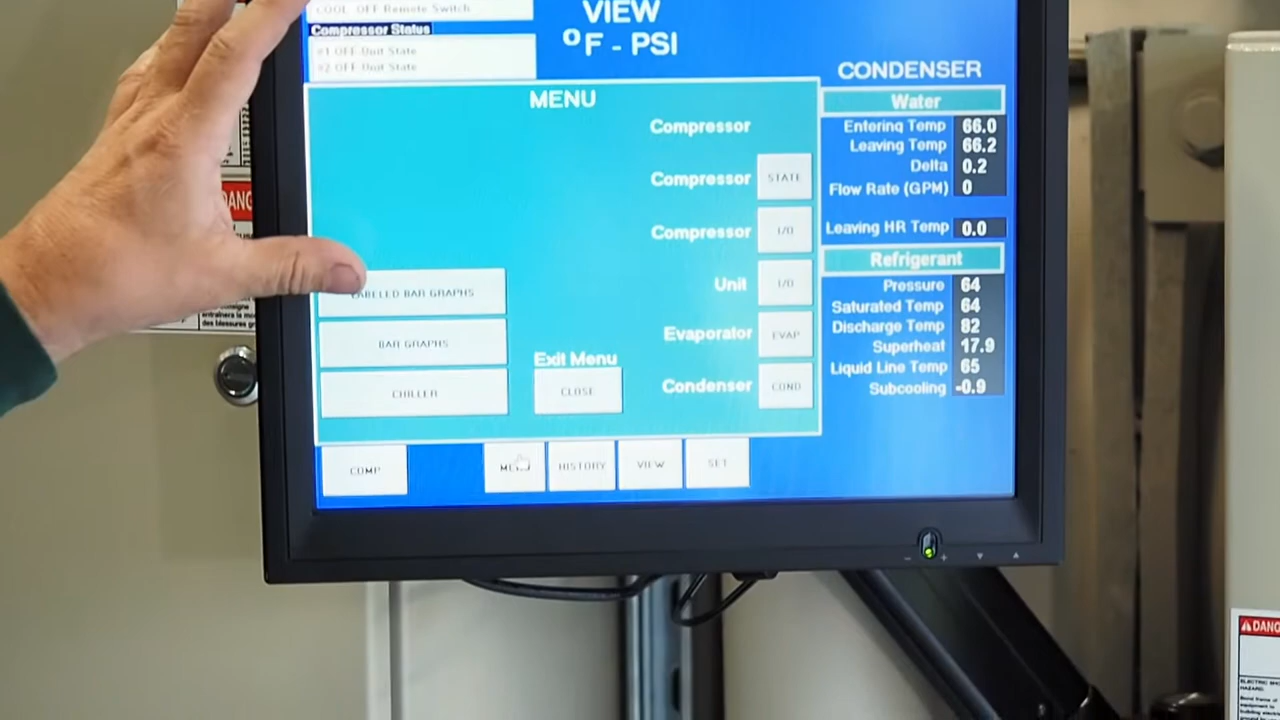 COOL OFF Remote Switch
Compressor Status
#1 OFF Unit State
#2 OFF Unit State
VIEW
ºF - PSI
MENU
Compressor
Compressor STATE
Compressor I/O
Unit I/O
Evaporator EVAP
Condenser COND
LABELED BAR GRAPHS
BAR GRAPHS
CHILLER
Exit Menu
CLOSE
CONDENSER
Water
Entering Temp 66.0
Leaving Temp 66.2
Delta 0.2
Flow Rate (GPM) 0
Leaving HR Temp 0.0
Refrigerant
Pressure 64
Saturated Temp 64
Discharge Temp 82
Superheat 17.9
Liquid Line Temp 65
Subcooling -0.9
COMP
HISTORY
VIEW
SET
DANG
DANG